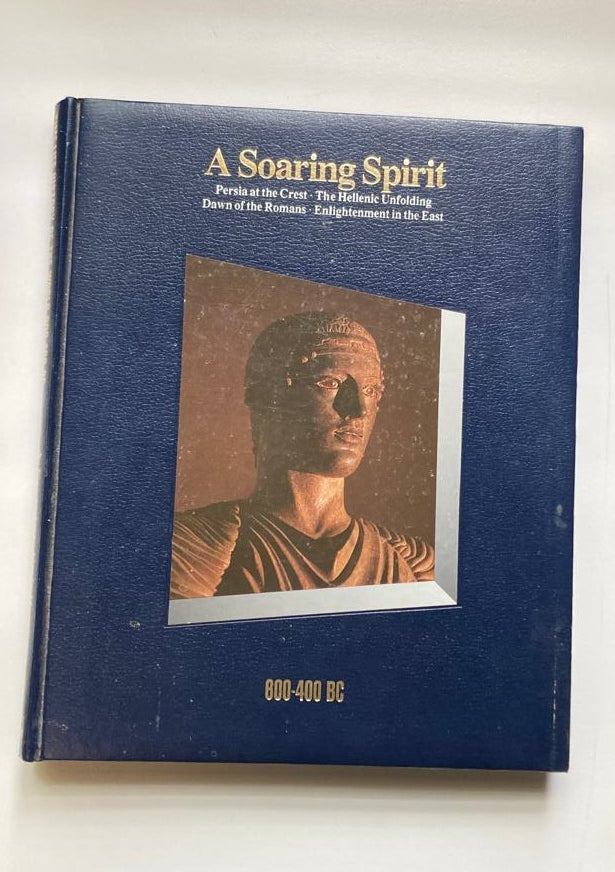 A Soaring Spirit
Persia at the Crest · The Hellenic Unfolding
Dawn of the Romans · Enlightenment in the East
600-400 BC